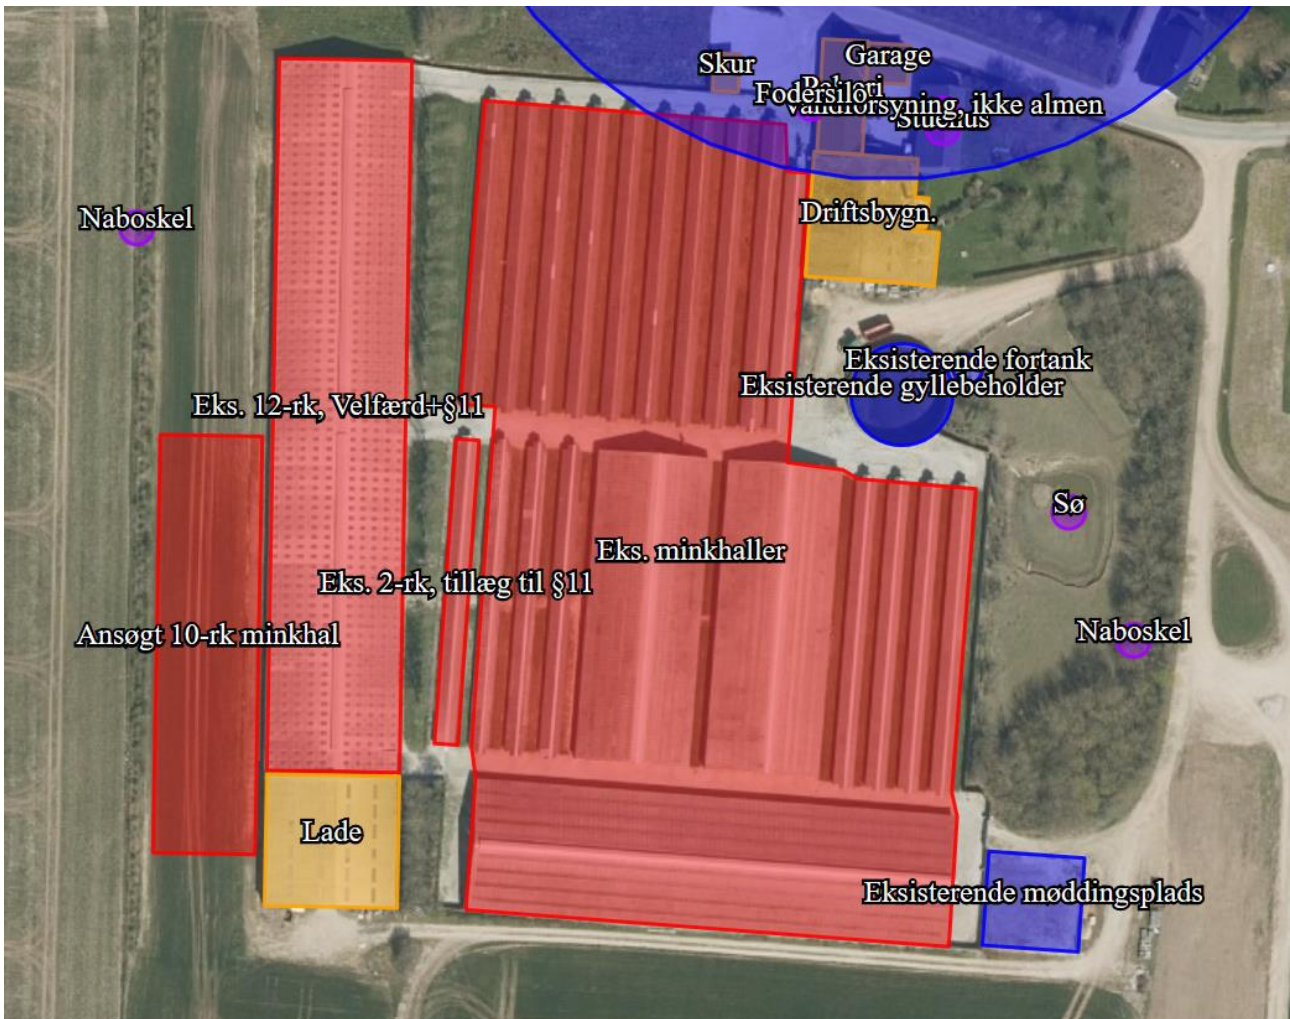 Garage
Skur
Fodersilo
Vandforsyning, ikke almen
Stuehus
Naboskel
Driftsbygn.
Eksisterende fortank
Eksisterende gyllebeholder
Eks. 12-rk, Velfærd+§11
Sø
Eks. minkhaller
Eks. 2-rk, tillæg til §11
Ansøgt 10-rk minkhal
Naboskel
Lade
Eksisterende møddingsplads